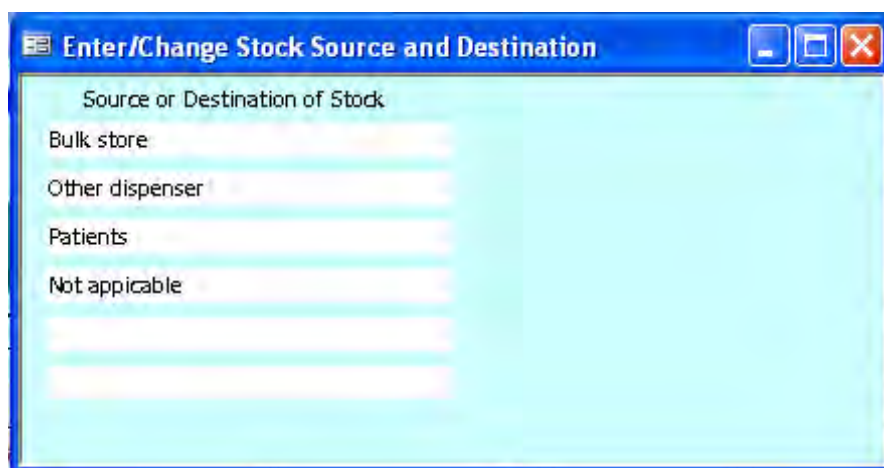 Enter/Change Stock Source and Destination
Source or Destination of Stock
Bulk store
Other dispenser
Patients
Not appicable